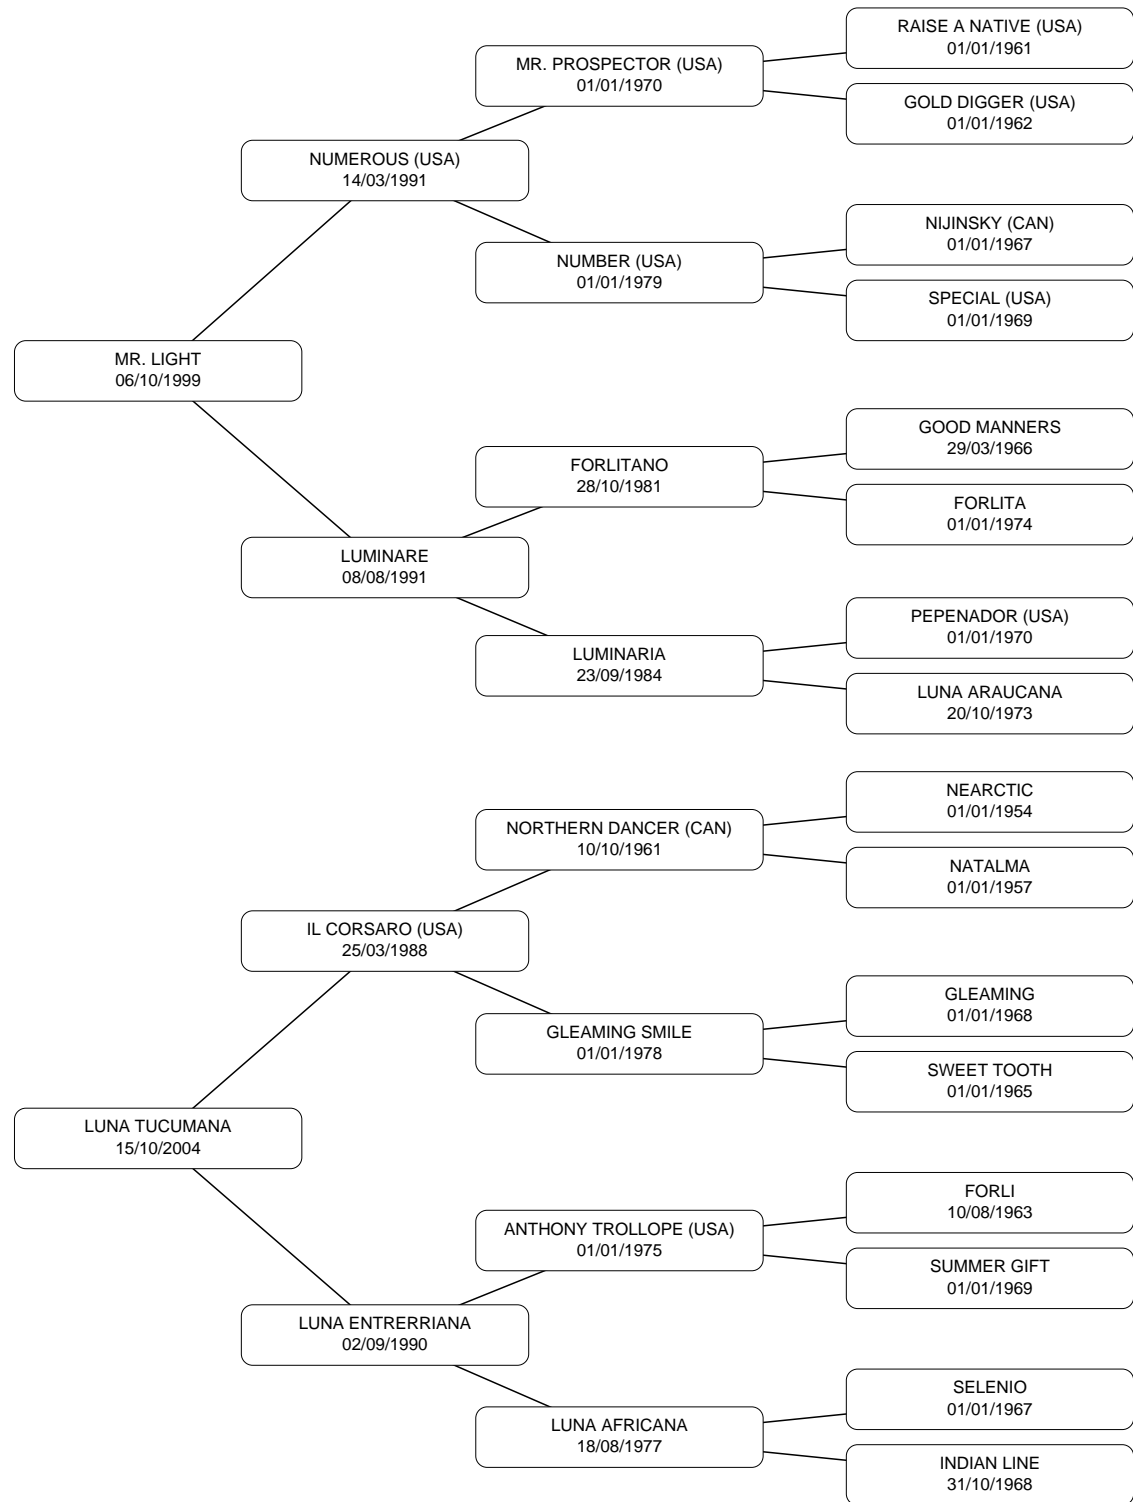 RAISE A NATIVE (USA)
01/01/1961
MR. PROSPECTOR (USA)
01/01/1970
GOLD DIGGER (USA)
01/01/1962
NUMEROUS (USA)
14/03/1991
NIJINSKY (CAN)
01/01/1967
NUMBER (USA)
01/01/1979
SPECIAL (USA)
01/01/1969
MR. LIGHT
06/10/1999
GOOD MANNERS
29/03/1966
FORLITANO
28/10/1981
FORLITA
01/01/1974
LUMINARE
08/08/1991
PEPENADOR (USA)
01/01/1970
LUMINARIA
23/09/1984
LUNA ARAUCANA
20/10/1973
NEARCTIC
01/01/1954
NORTHERN DANCER (CAN)
10/10/1961
NATALMA
01/01/1957
IL CORSARO (USA)
25/03/1988
GLEAMING
01/01/1968
GLEAMING SMILE
01/01/1978
SWEET TOOTH
01/01/1965
LUNA TUCUMANA
15/10/2004
FORLI
10/08/1963
ANTHONY TROLLOPE (USA)
01/01/1975
SUMMER GIFT
01/01/1969
LUNA ENTRERRIANA
02/09/1990
SELENIO
01/01/1967
LUNA AFRICANA
18/08/1977
INDIAN LINE
31/10/1968